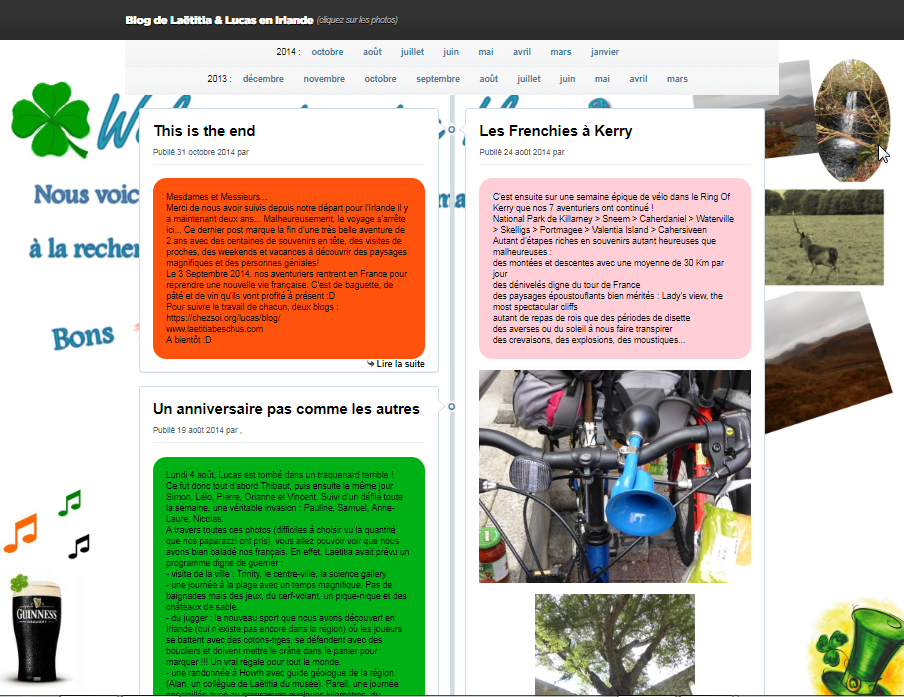 Blog de Laëtitia & Lucas en Irlande (cliquez sur les photos)
2014 : octobre août juillet juin mai avril mars janvier
2013 : décembre novembre octobre septembre août juillet juin mai avril mars
Nous voic
à la recher
Bons
ma
This is the end
Publié 31 octobre 2014 par
Mesdames et Messieurs...
Merci de nous avoir suivis depuis notre départ pour l'Irlande il y
a maintenant deux ans... Malheureusement, le voyage s'arrête
ici... Ce dernier post marque la fin d'une très belle aventure de
2 ans avec des centaines de souvenirs en tête, des visites de
proches, des weekends et vacances à découvrir des paysages
magnifiques et des personnes géniales!
Le 3 Septembre 2014, nos aventuriers rentrent en France pour
reprendre une nouvelle vie française. C'est de baguette, de
pâté et de vin qu'ils vont profité à présent :D
Pour suivre le travail de chacun, deux blogs :
https://chezsoi.org/lucas/blog/
www.laetitiabeschus.com
A bientôt :D
Lire la suite
Un anniversaire pas comme les autres
Publié 19 août 2014 par ,
Lundi 4 août, Lucas est tombé dans un traquenard terrible !
Ce fut donc tout d'abord Thibaut, puis ensuite le même jour
Simon, Lélo, Pierre, Orianne et Vincent. Suivi d'un défilé toute
la semaine, une véritable invasion : Pauline, Samuel, Anne-
Laure, Nicolas.
A travers toutes ces photos (difficiles à choisir vu la quantité
que nos paparazzi ont pris), vous allez pouvoir voir que nous
avons bien baladé nos français. En effet, Laëtitia avait prévu un
programme digne de guerrier :
- visite de la ville : Trinity, le centre-ville, la science gallery
- une journée à la plage avec un temps magnifique. Pas de
baignades mais des jeux, du cerf-volant, un pique-nique et des
châteaux de sable.
- du jugger : le nouveau sport que nous avons découvert en
Irlande (qui n'existe pas encore dans la région) où les joueurs
se battent avec des cotons-tiges, se défendent avec des
boucliers et doivent mettre le crâne dans le panier pour
marquer !!! Un vrai régale pour tout le monde.
- une randonnée à Howth avec guide géologue de la région
(Alan, un collègue de Laëtitia du musée). Pareil, une journée
Les Frenchies à Kerry
Publié 24 août 2014 par
C'est ensuite sur une semaine épique de vélo dans le Ring Of
Kerry que nos 7 aventuriers ont continué !
National Park de Killarney > Sneem > Caherdaniel > Waterville
> Skelligs > Portmagee > Valentia Island > Cahersiveen
Autant d'étapes riches en souvenirs autant heureuses que
malheureuses :
des montées et descentes avec une moyenne de 30 Km par
jour
des dénivelés digne du tour de France
des paysages époustouflants bien mérités : Lady's view, the
most spectacular cliffs
autant de repas de rois que des périodes de disette
des averses ou du soleil à nous faire transpirer
des crevaisons, des explosions, des moustiques...
GUINNESS